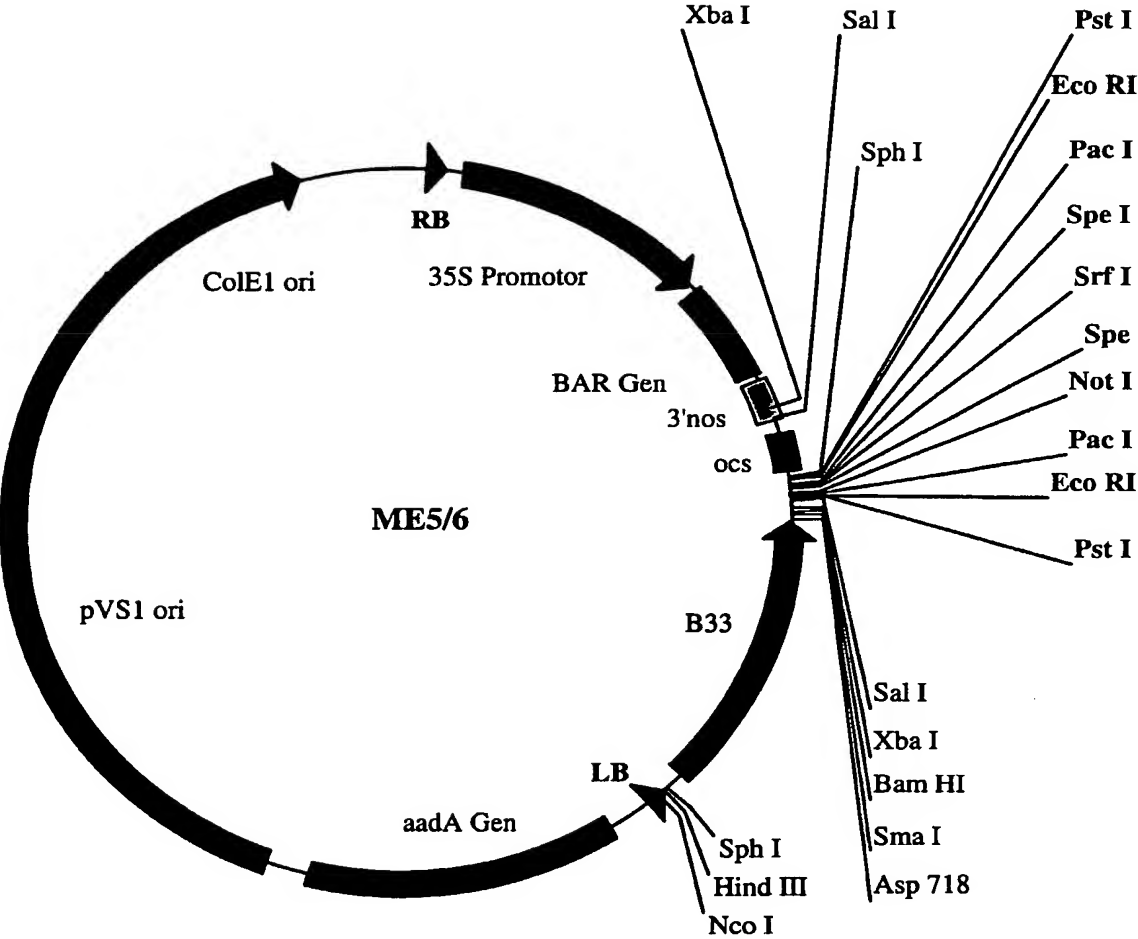 Xba I
Sal I
Pst I
Eco RI
Sph I
Pac I
Spe I
RB
ColE1 ori
35S Promotor
Srf I
Spe
BAR Gen
Not I
3'nos
Pac I
ocs
Eco RI
ME5/6
Pst I
pVS1 ori
B33
Sal I
Xba I
LB
Bam HI
aadA Gen
Sma I
Sph I
Hind III
Asp 718
Nco I